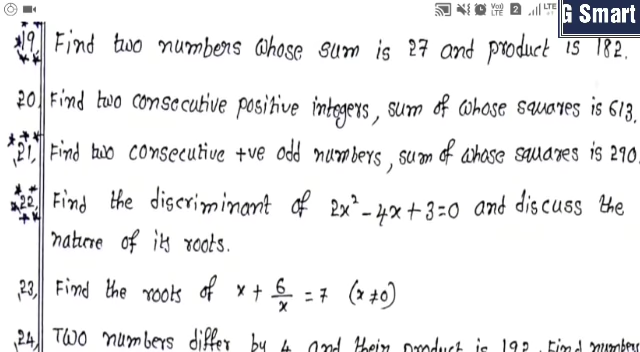 G Smart
19, Find two numbers whose sum is 27 and product is 182.
20, Find two consecutive positive integers, sum of whose squares is 613.
21, Find two consecutive +ve odd numbers, sum of whose squares is 290.
22, Find the discriminant of 2x² - 4x + 3 = 0 and discuss the
nature of its roots.
23, Find the roots of x + 6/x = 7 (x ≠ 0)
24, Two numbers differ by 4 and their product is 192. Find numbers